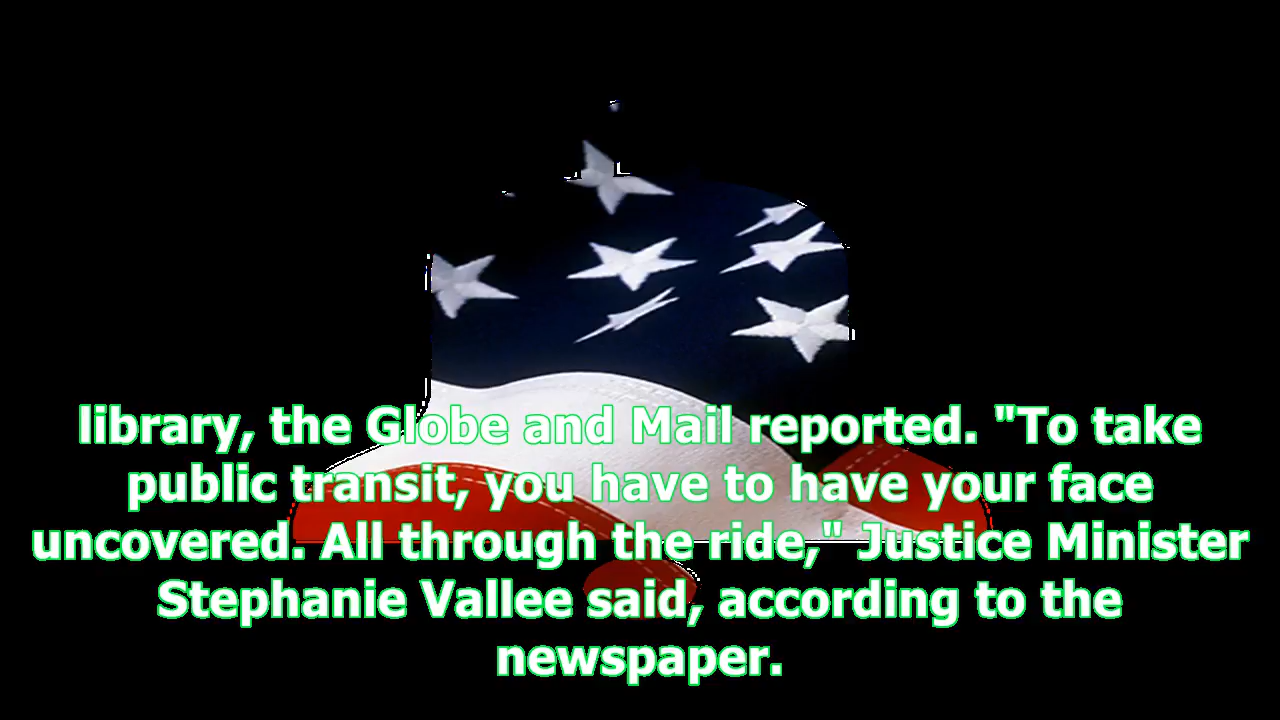 library, the Globe and Mail reported. "To take
public transit, you have to have your face
uncovered. All through the ride," Justice Minister
Stephanie Vallee said, according to the
newspaper.